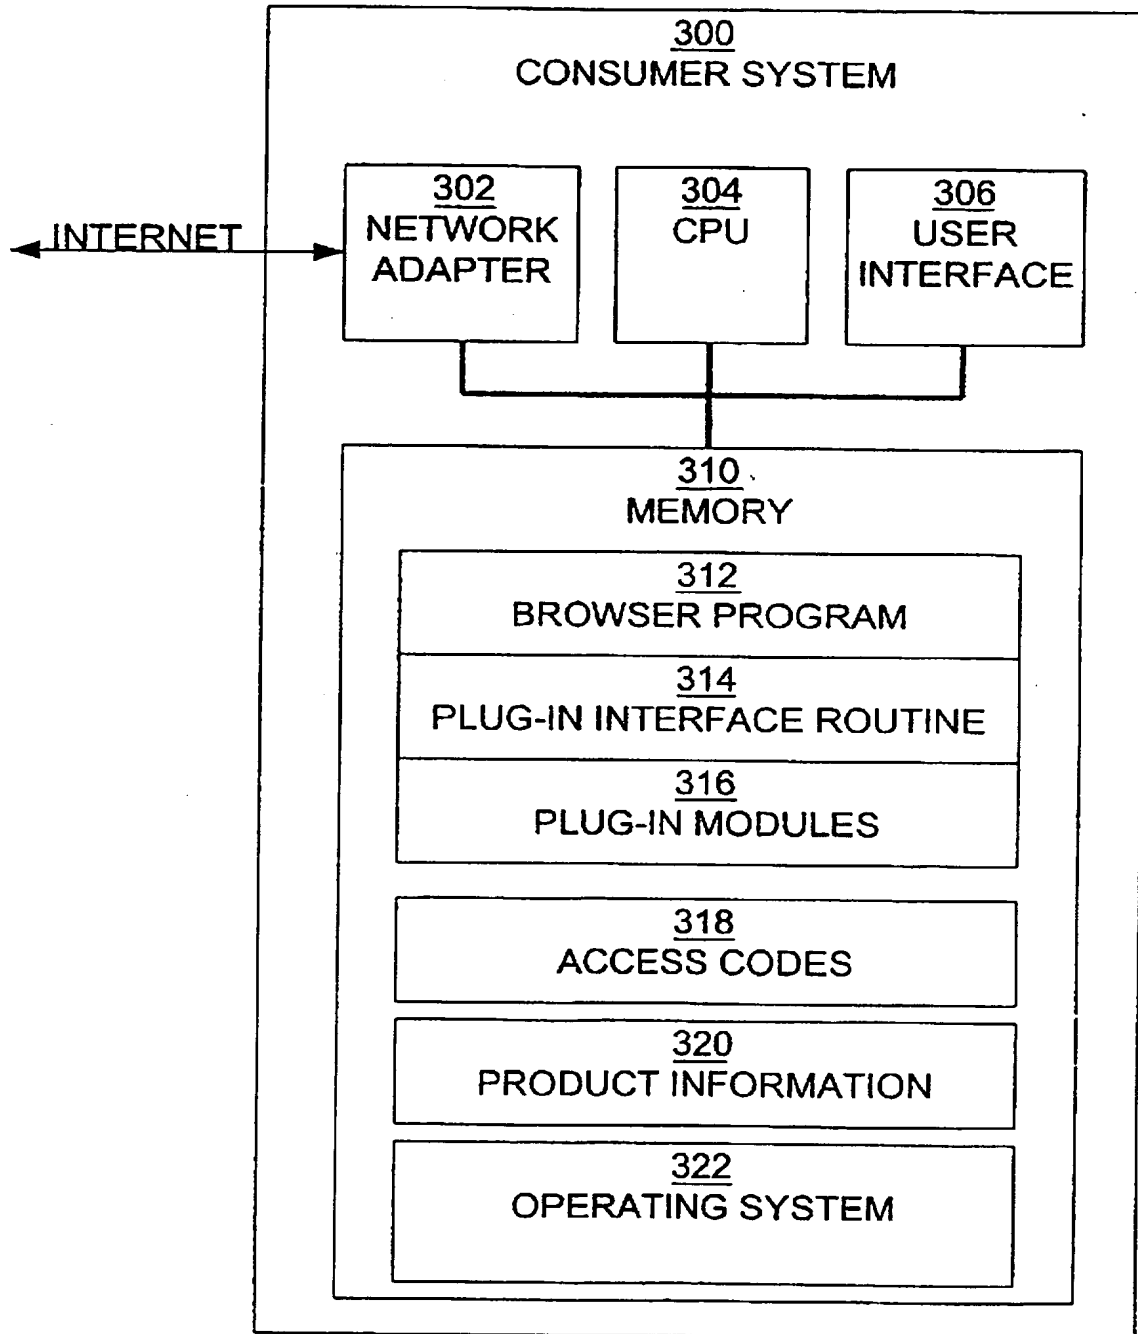 300
CONSUMER SYSTEM
INTERNET
302
NETWORK
ADAPTER
304
CPU
306
USER
INTERFACE
310
MEMORY
312
BROWSER PROGRAM
314
PLUG-IN INTERFACE ROUTINE
316
PLUG-IN MODULES
318
ACCESS CODES
320
PRODUCT INFORMATION
322
OPERATING SYSTEM